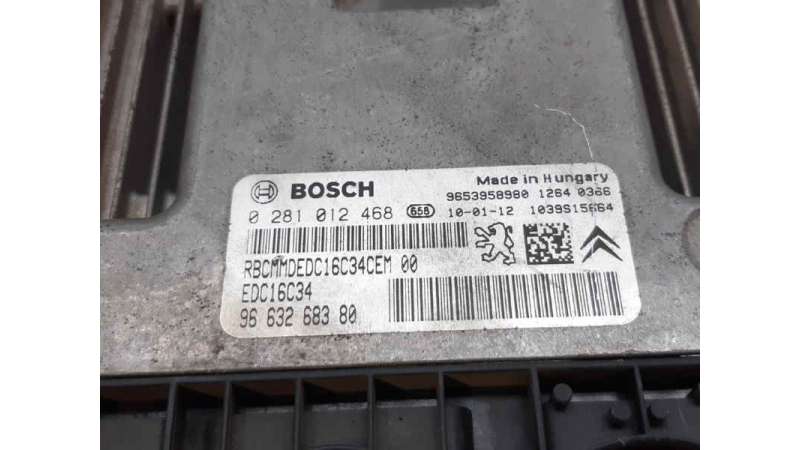 BOSCH
Made in Hungary
9653958980 1264 0366
0 281 012 468 656 10-01-12 1039S15664
RBCMMDEDC16C34CEM 00
EDC16C34
96 632 683 80